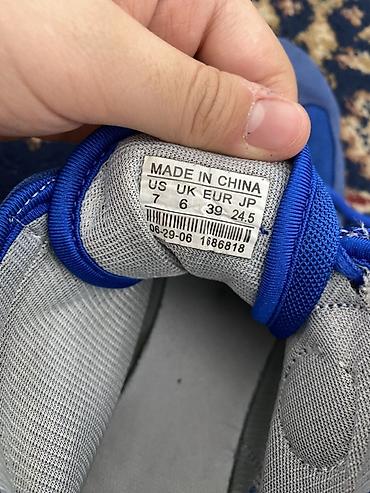 MADE IN CHINA
US UK EUR JP
7 6 39 24.5
06-29-06 1686818